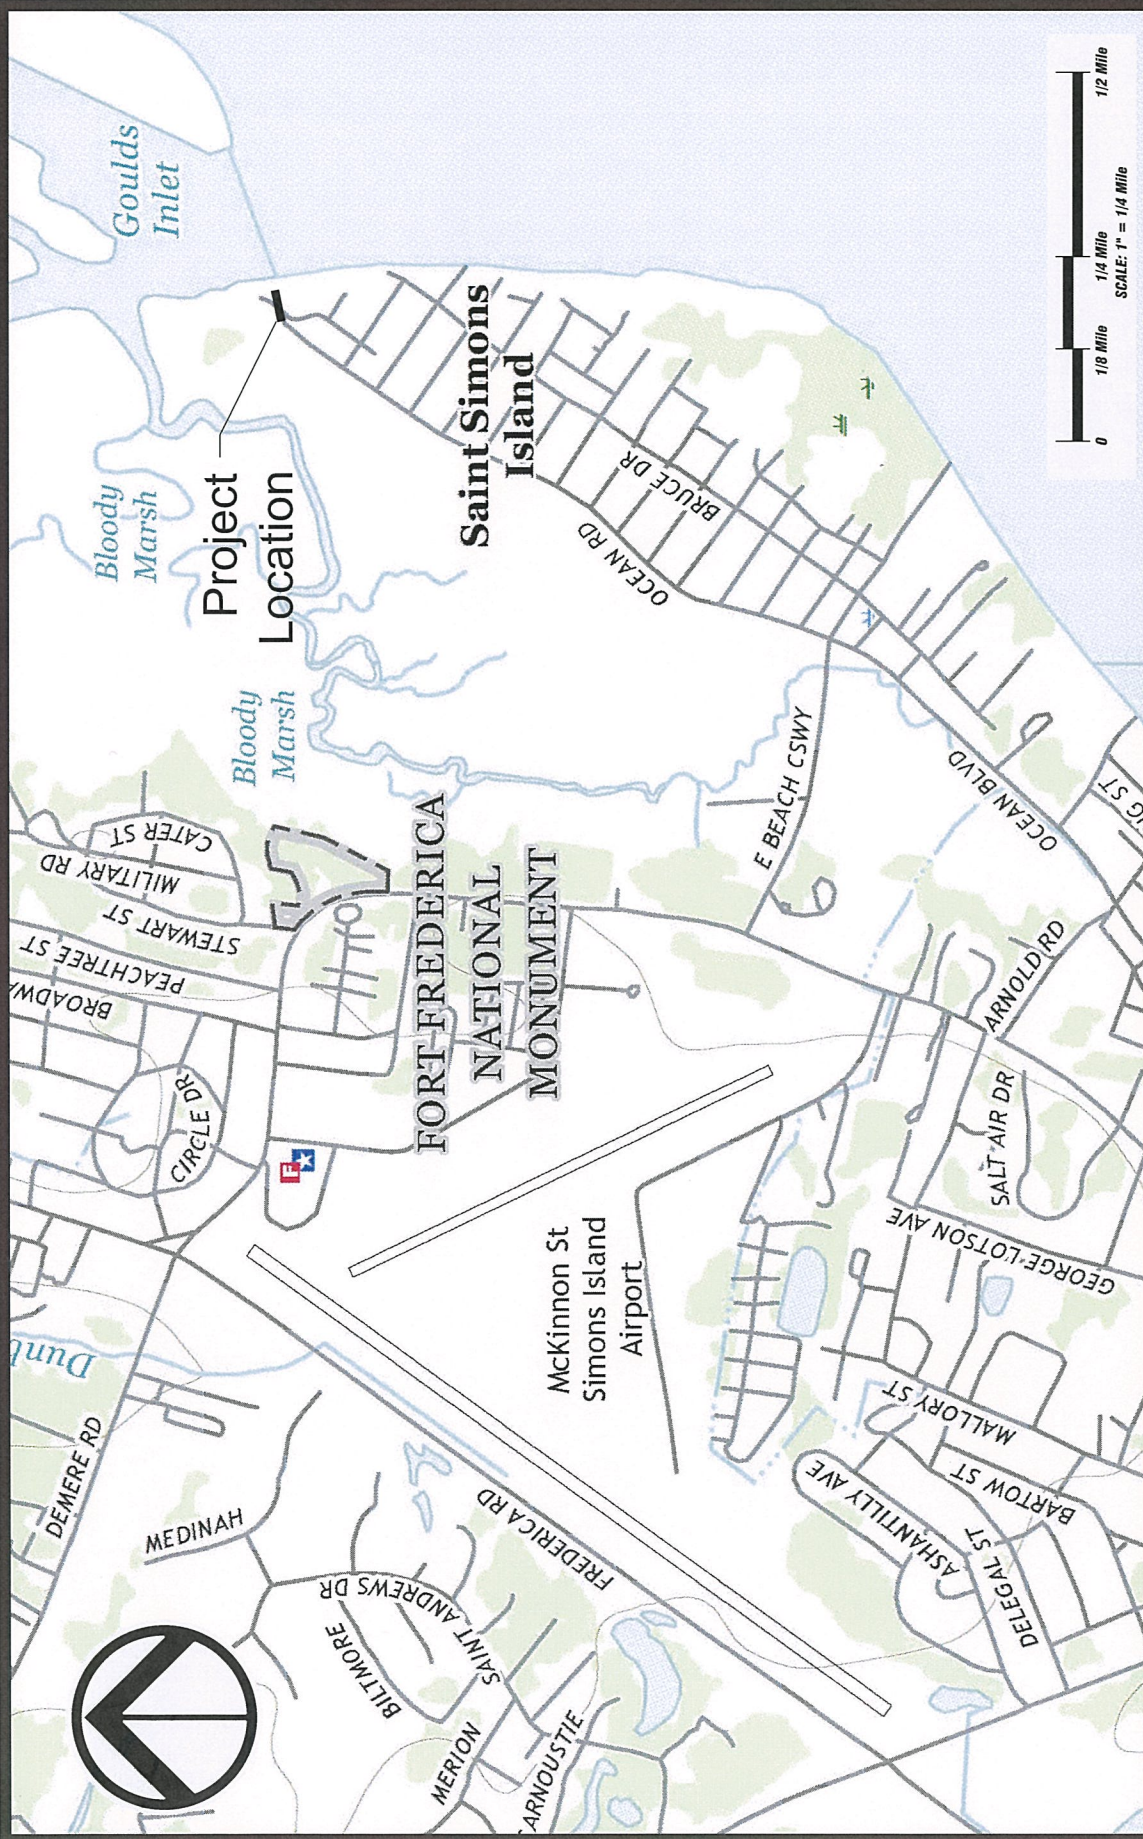 Dunb
BROADWA
PEACHTREE ST
STEWART ST
MILITARY RD
CATER ST
Goulds
Inlet
Bloody
Marsh
DEMERE RD
MEDINAH
CIRCLE DR
Project
Location
Bloody
Marsh
BILTMORE
SAINT ANDREWS DR
MERION
CARNOUSTIE
FREDERICA RD
F
FORT FREDERICA
NATIONAL
MONUMENT
Saint Simons
Island
McKinnon St
Simons Island
Airport
OCEAN RD
BRUCE DR
E BEACH CSWY
ASHANTILLY AVE
DELEGAL ST
BARTOW ST
MALLORY ST
GEORGE LOTSON AVE
SALT AIR DR
ARNOLD RD
OCEAN BLVD
G ST
0
1/8 Mile
1/4 Mile
1/2 Mile
SCALE: 1" = 1/4 Mile